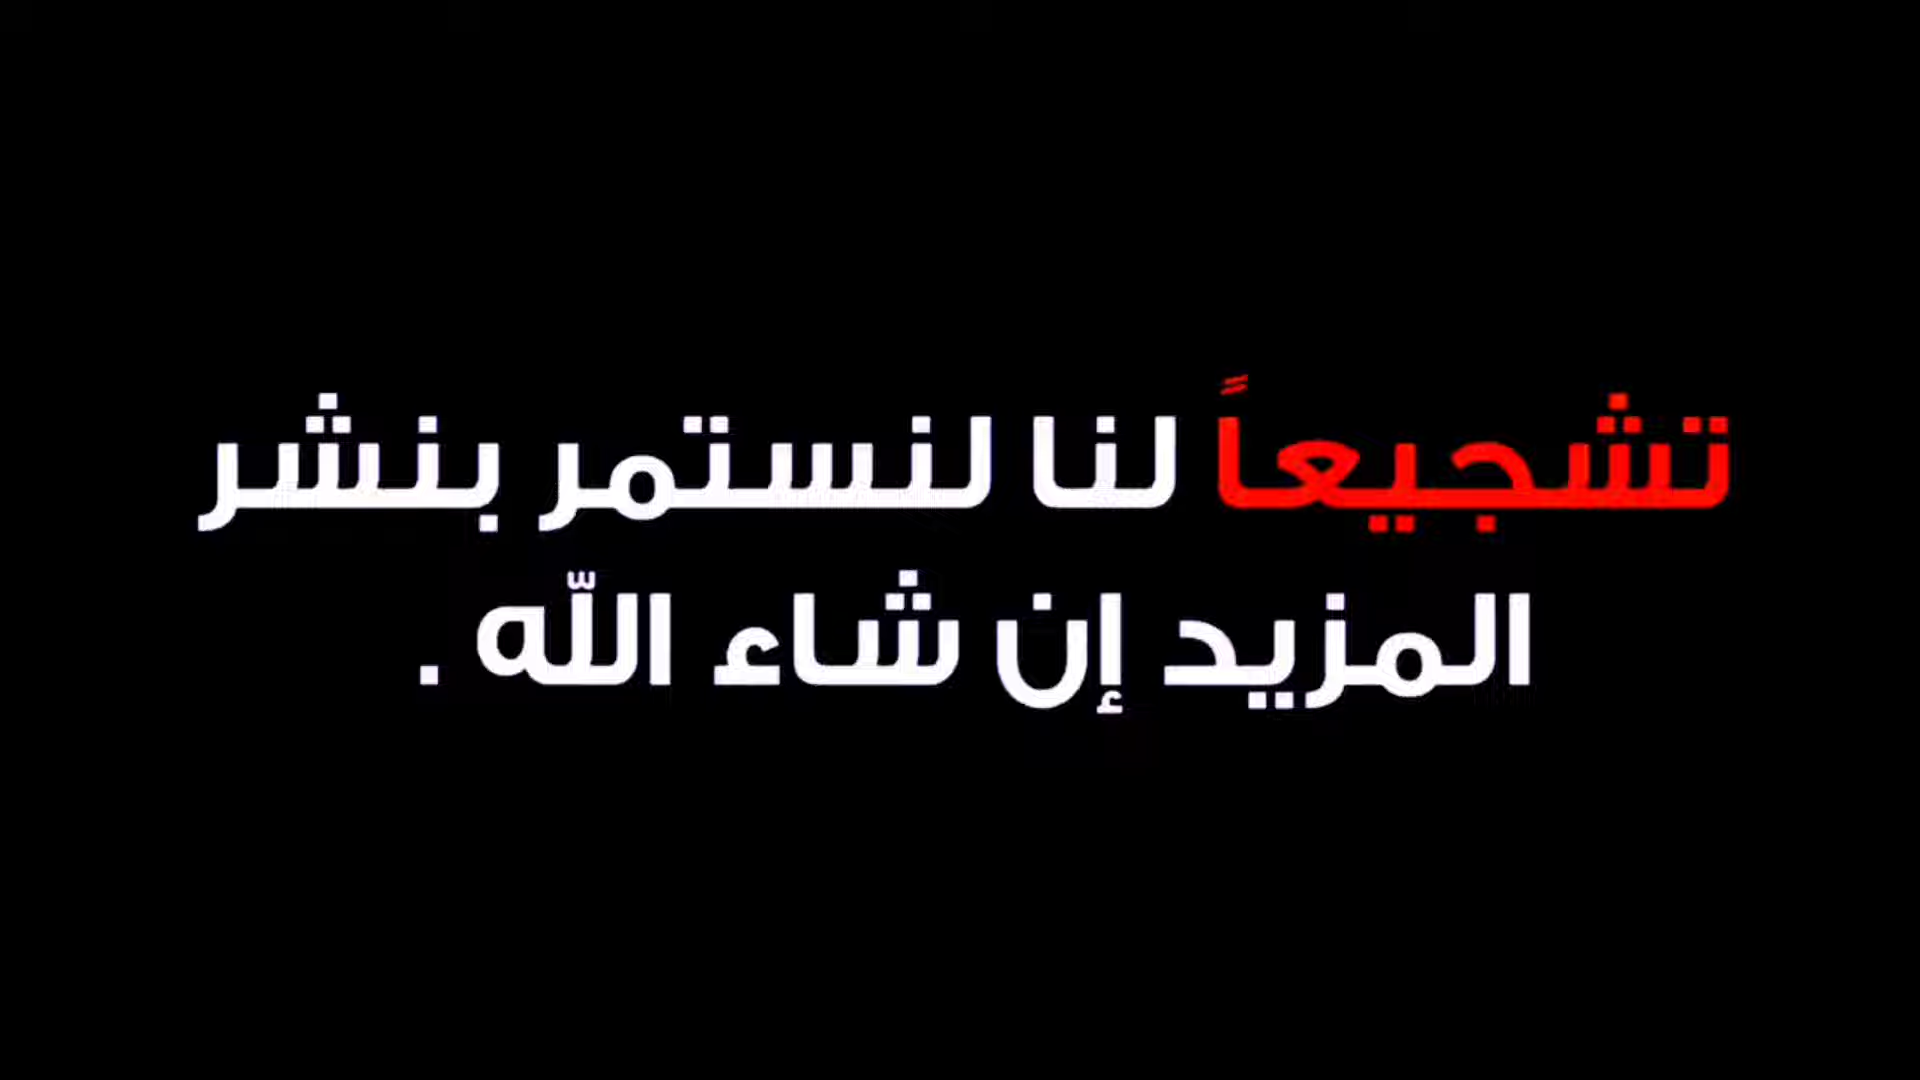 تشجيعاً لنا لنستمر بنشر
المزيد إن شاء اللّه .